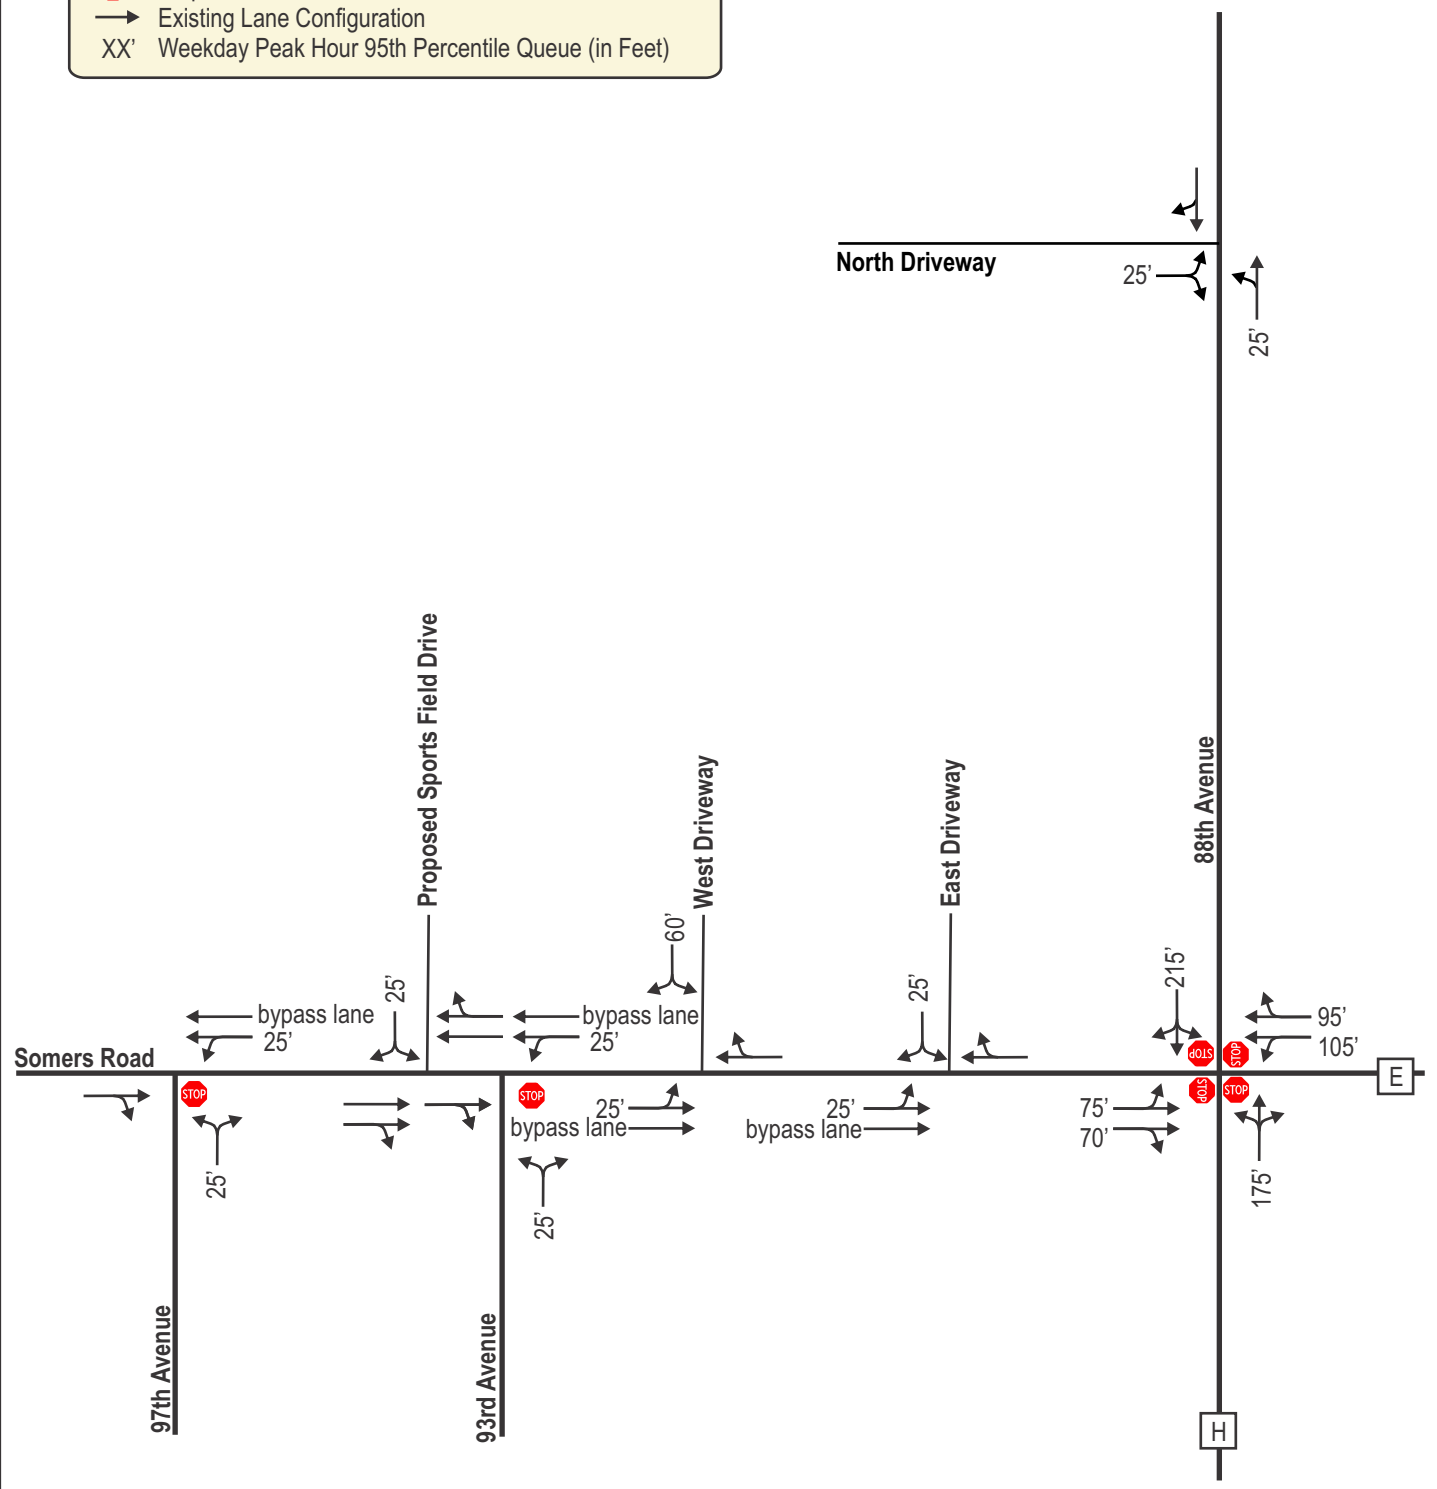 Existing Lane Configuration
XX' Weekday Peak Hour 95th Percentile Queue (in Feet)
North Driveway
25'
25'
Proposed Sports Field Drive
West Driveway
East Driveway
88th Avenue
60'
215'
25'
25'
bypass lane
25'
bypass lane
25'
95'
105'
Somers Road
STOP
STOP
E
STOP
STOP
STOP
STOP
25'
bypass lane
25'
bypass lane
75'
70'
25'
25'
175'
97th Avenue
93rd Avenue
H